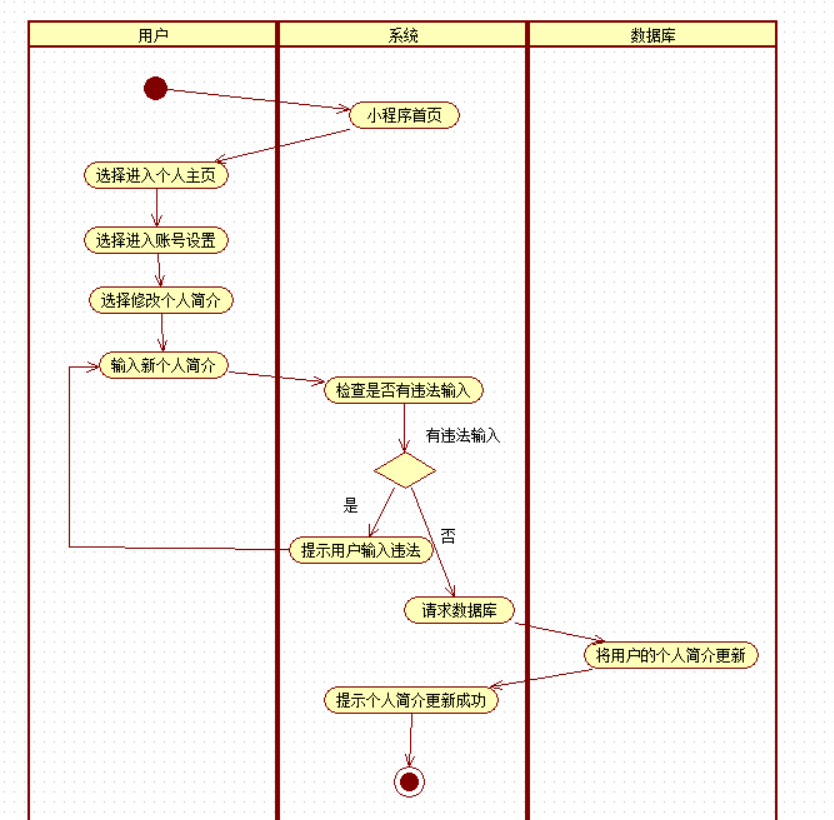 用户
系统
数据库
小程序首页
选择进入个人主页
选择进入账号设置
选择修改个人简介
输入新个人简介
检查是否有违法输入
有违法输入
是
否
提示用户输入违法
请求数据库
将用户的个人简介更新
提示个人简介更新成功